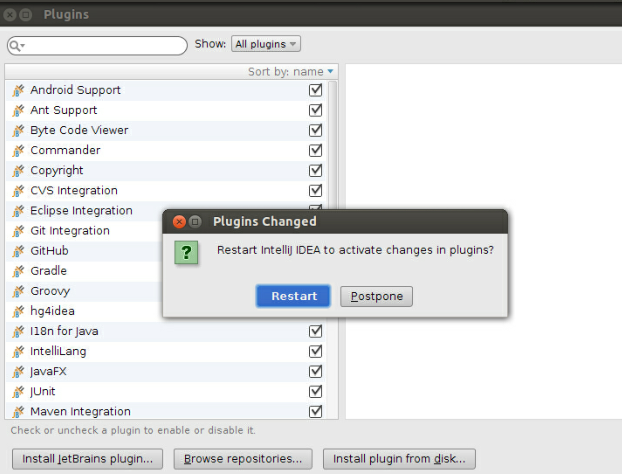 Plugins
Show: All plugins
Sort by: name
Android Support
Ant Support
Byte Code Viewer
Commander
Copyright
CVS Integration
Eclipse Integration
Git Integration
GitHub
Gradle
Groovy
hg4idea
I18n for Java
IntelliLang
JavaFX
JUnit
Maven Integration
Plugins Changed
Restart IntelliJ IDEA to activate changes in plugins?
Restart Postpone
Check or uncheck a plugin to enable or disable it.
Install JetBrains plugin... Browse repositories... Install plugin from disk...